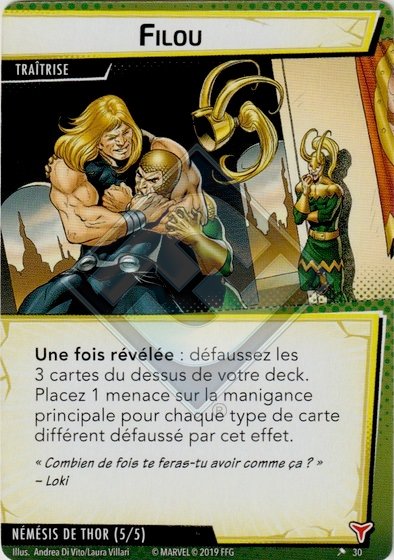 FILOU
TRAÎTRISE
Une fois révélée : défaussez les
3 cartes du dessus de votre deck.
Placez 1 menace sur la manigance
principale pour chaque type de carte
différent défaussé par cet effet.
« Combien de fois te feras-tu avoir comme ça ? »
– Loki
NÉMÉSIS DE THOR (5/5)
Illus. Andrea Di Vito/Laura Villari
© MARVEL © 2019 FFG
30